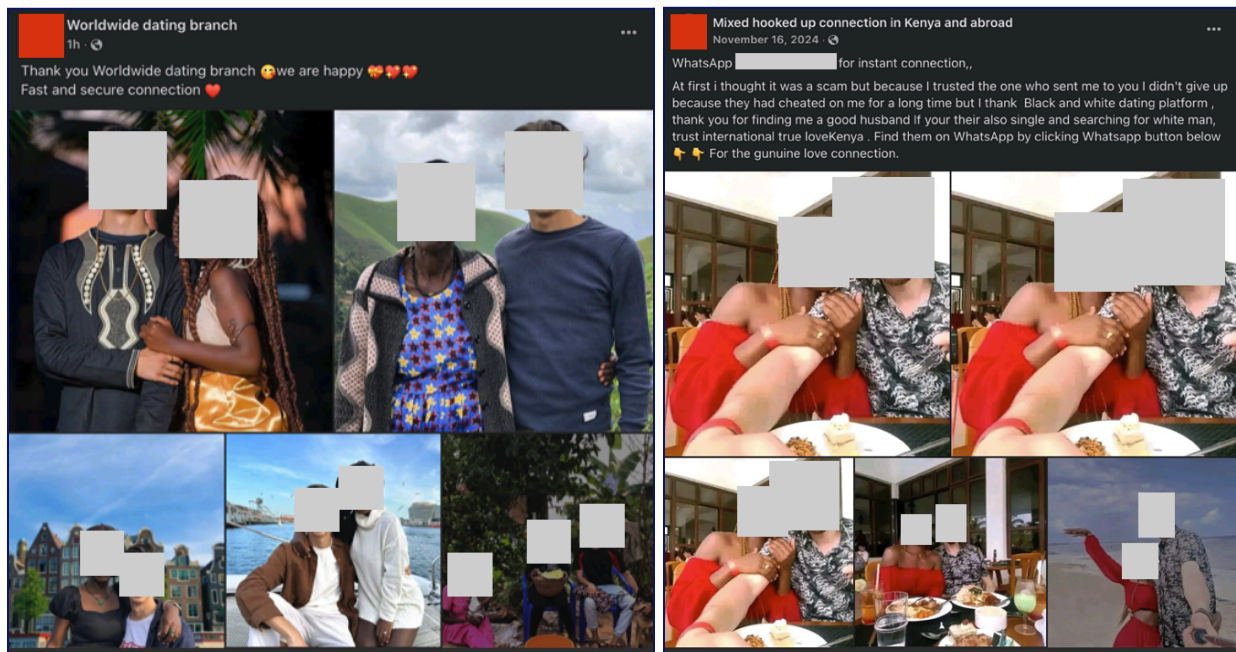 Worldwide dating branch
1h ·
Thank you Worldwide dating branch 🥰we are happy 💝💖💖
Fast and secure connection ❤️
Mixed hooked up connection in Kenya and abroad
November 16, 2024 ·
WhatsApp for instant connection,,
At first i thought it was a scam but because I trusted the one who sent me to you I didn't give up
because they had cheated on me for a long time but I thank Black and white dating platform ,
thank you for finding me a good husband If your their also single and searching for white man,
trust international true loveKenya . Find them on WhatsApp by clicking Whatsapp button below
👇 👇 For the gunuine love connection.